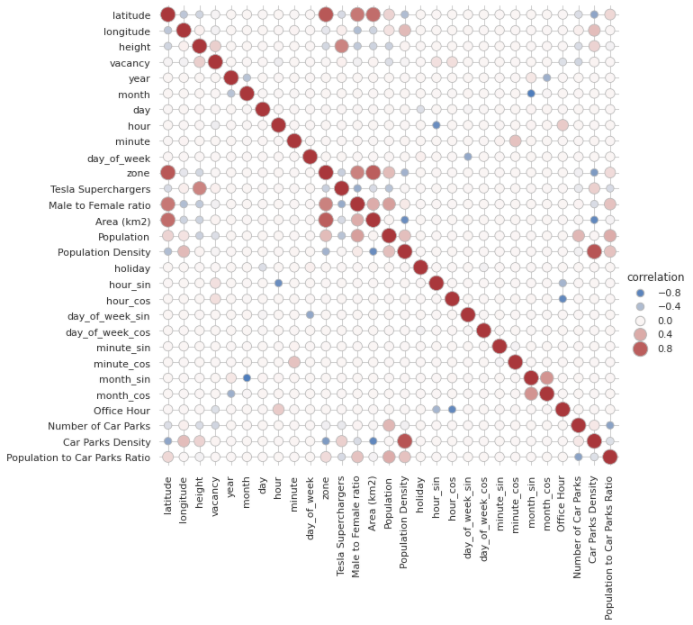 latitude
longitude
height
vacancy
year
month
day
hour
minute
day_of_week
zone
Tesla Superchargers
Male to Female ratio
Area (km2)
Population
Population Density
holiday
hour_sin
hour_cos
day_of_week_sin
day_of_week_cos
minute_sin
minute_cos
month_sin
month_cos
Office Hour
Number of Car Parks
Car Parks Density
Population to Car Parks Ratio
correlation
−0.8
−0.4
0.0
0.4
0.8
latitude
longitude
height
vacancy
year
month
day
hour
minute
day_of_week
zone
Tesla Superchargers
Male to Female ratio
Area (km2)
Population
Population Density
holiday
hour_sin
hour_cos
day_of_week_sin
day_of_week_cos
minute_sin
minute_cos
month_sin
month_cos
Office Hour
Number of Car Parks
Car Parks Density
Population to Car Parks Ratio